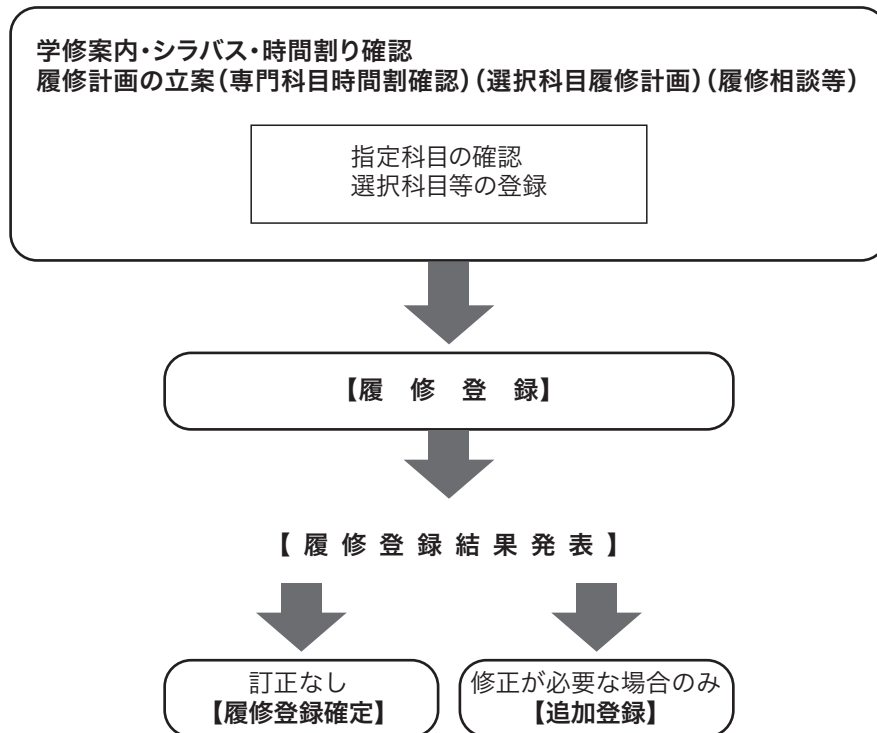 学修案内・シラバス・時間割り確認
履修計画の立案（専門科目時間割確認）（選択科目履修計画）（履修相談等）
指定科目の確認
選択科目等の登録
【履　修　登　録】
【 履 修 登 録 結 果 発 表 】
訂正なし
【履修登録確定】
修正が必要な場合のみ
【追加登録】